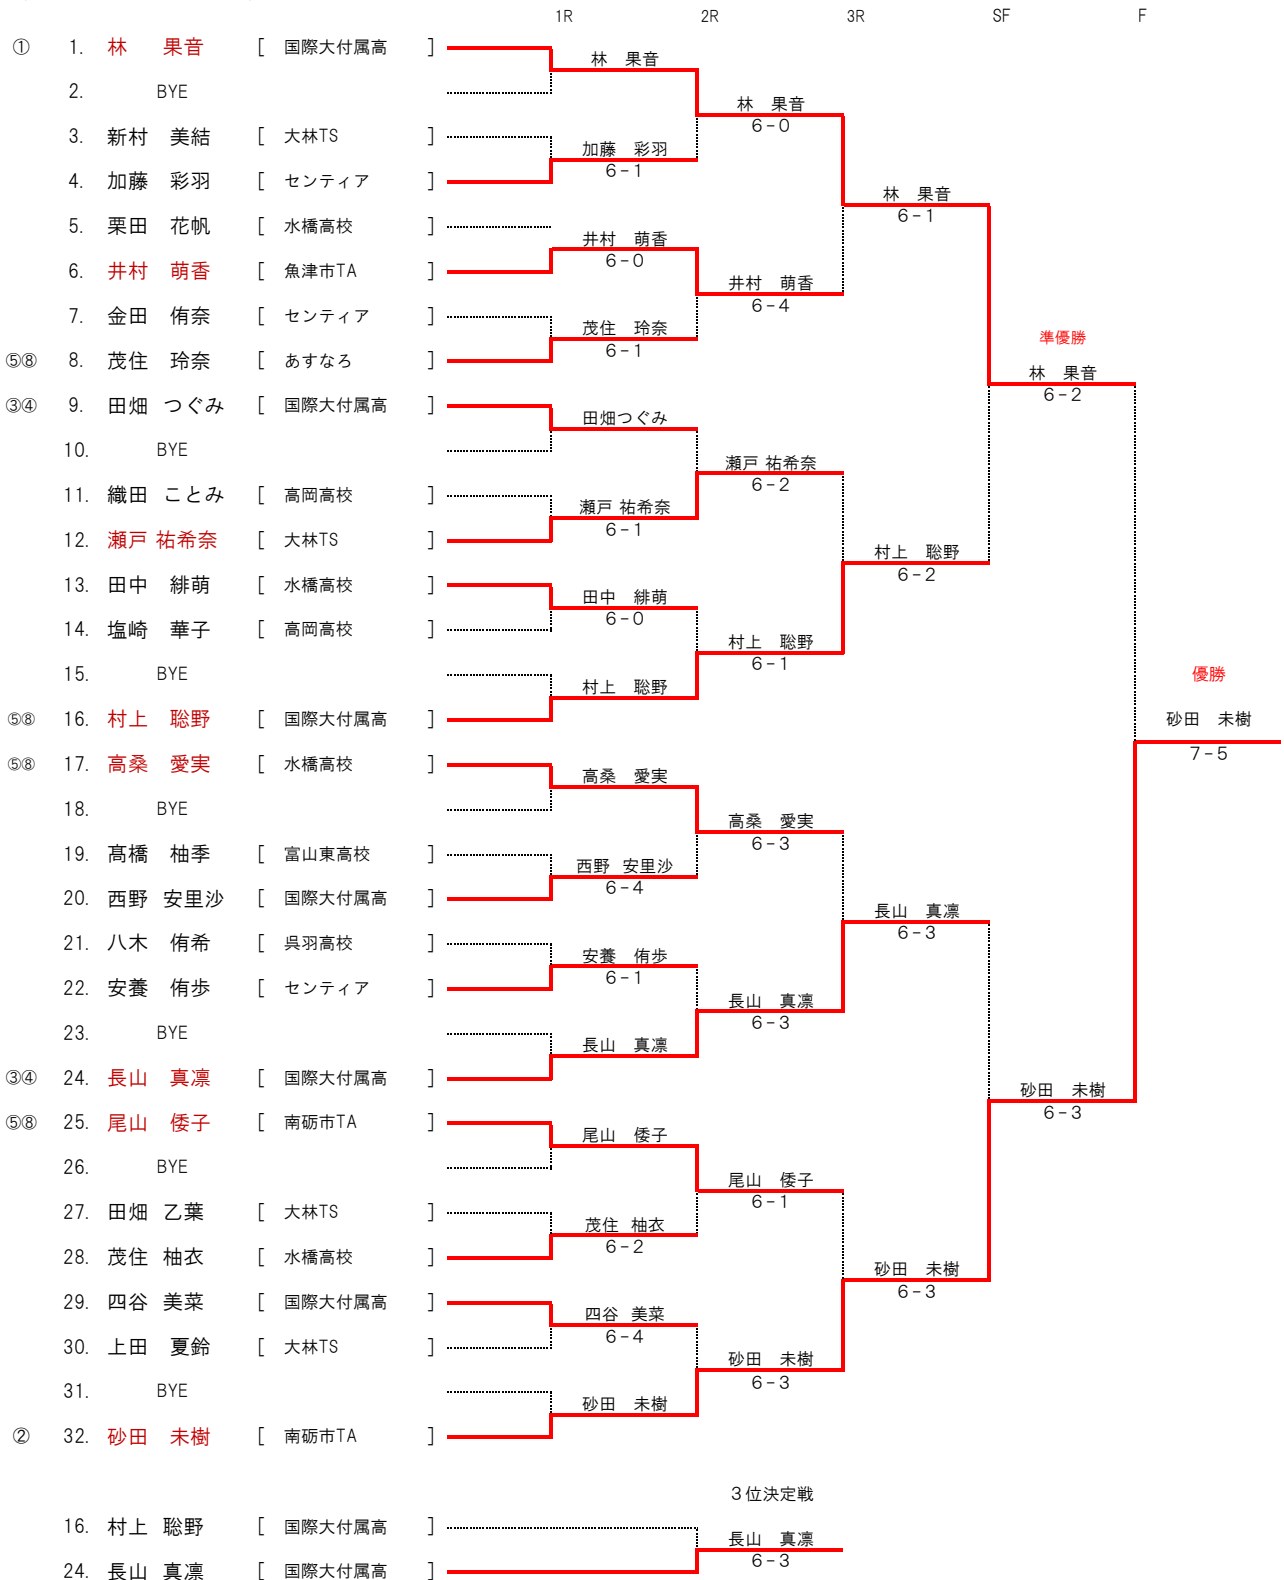 1R 2R 3R SF F
① 1. 林 果音 [ 国際大付属高 ]
林 果音
2. BYE
林 果音
6-0
3. 新村 美結 [ 大林TS ]
加藤 彩羽
6-1
4. 加藤 彩羽 [ センティア ]
林 果音
6-1
5. 栗田 花帆 [ 水橋高校 ]
井村 萌香
6-0
6. 井村 萌香 [ 魚津市TA ]
井村 萌香
6-4
7. 金田 侑奈 [ センティア ]
茂住 玲奈
6-1
準優勝
⑤⑧ 8. 茂住 玲奈 [ あすなろ ]
林 果音
6-2
③④ 9. 田畑 つぐみ [ 国際大付属高 ]
田畑つぐみ
10. BYE
瀬戸 祐希奈
6-2
11. 織田 ことみ [ 高岡高校 ]
瀬戸 祐希奈
6-1
12. 瀬戸 祐希奈 [ 大林TS ]
村上 聡野
6-2
13. 田中 緋萌 [ 水橋高校 ]
田中 緋萌
6-0
14. 塩崎 華子 [ 高岡高校 ]
村上 聡野
6-1
15. BYE
優勝
村上 聡野
⑤⑧ 16. 村上 聡野 [ 国際大付属高 ]
砂田 未樹
7-5
⑤⑧ 17. 高桑 愛実 [ 水橋高校 ]
高桑 愛実
18. BYE
高桑 愛実
6-3
19. 髙橋 柚季 [ 富山東高校 ]
西野 安里沙
6-4
20. 西野 安里沙 [ 国際大付属高 ]
長山 真凛
6-3
21. 八木 侑希 [ 呉羽高校 ]
安養 侑歩
6-1
22. 安養 侑歩 [ センティア ]
長山 真凛
6-3
23. BYE
長山 真凛
③④ 24. 長山 真凛 [ 国際大付属高 ]
砂田 未樹
6-3
⑤⑧ 25. 尾山 倭子 [ 南砺市TA ]
尾山 倭子
26. BYE
尾山 倭子
6-1
27. 田畑 乙葉 [ 大林TS ]
茂住 柚衣
6-2
28. 茂住 柚衣 [ 水橋高校 ]
砂田 未樹
6-3
29. 四谷 美菜 [ 国際大付属高 ]
四谷 美菜
6-4
30. 上田 夏鈴 [ 大林TS ]
砂田 未樹
6-3
31. BYE
砂田 未樹
② 32. 砂田 未樹 [ 南砺市TA ]
３位決定戦
16. 村上 聡野 [ 国際大付属高 ]
長山 真凛
6-3
24. 長山 真凛 [ 国際大付属高 ]